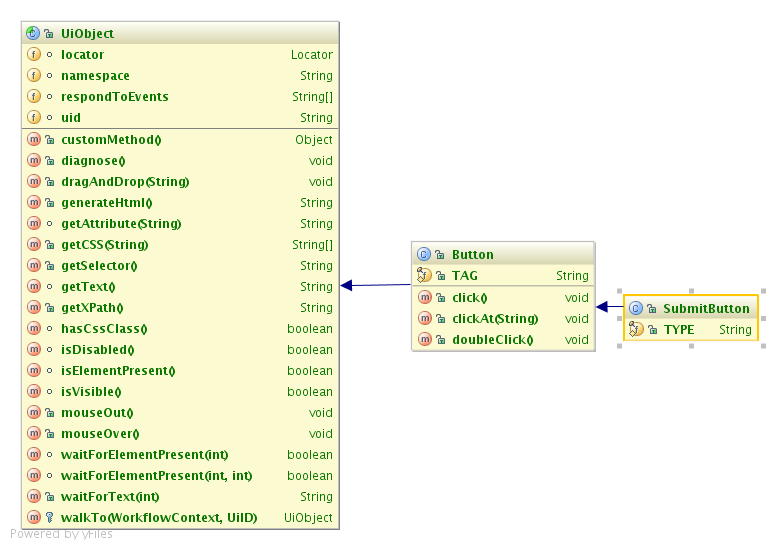 UiObject
locator Locator
namespace String
respondToEvents String[]
uid String
customMethod() Object
diagnose() void
dragAndDrop(String) void
generateHtml() String
getAttribute(String) String
getCSS(String) String[]
getSelector() String
getText() String
getXPath() String
hasCssClass() boolean
isDisabled() boolean
isElementPresent() boolean
isVisible() boolean
mouseOut() void
mouseOver() void
waitForElementPresent(int) boolean
waitForElementPresent(int, int) boolean
waitForText(int) String
walkTo(WorkflowContext, UiID) UiObject
Button
TAG String
click() void
clickAt(String) void
doubleClick() void
SubmitButton
TYPE String
Powered by yFiles